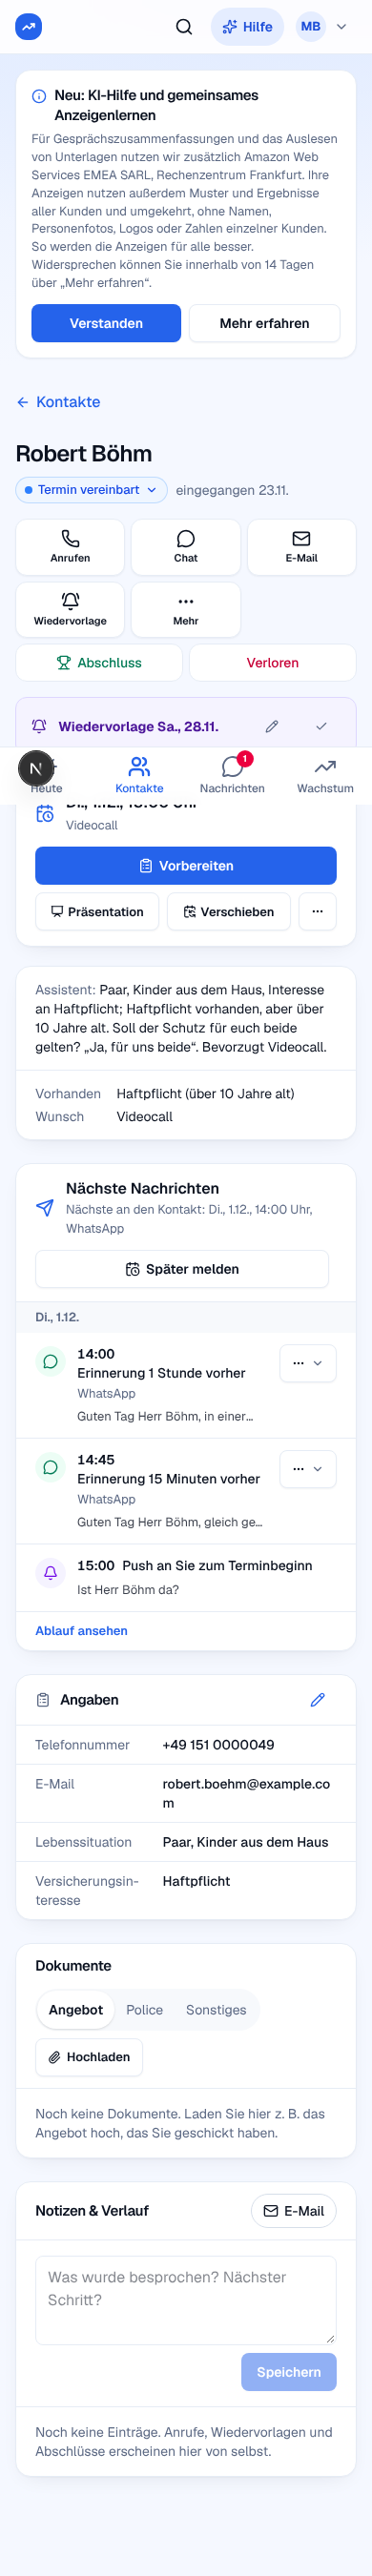 Hilfe
MB
Neu: KI-Hilfe und gemeinsames
Anzeigenlernen
Für Gesprächszusammenfassungen und das Auslesen
von Unterlagen nutzen wir zusätzlich Amazon Web
Services EMEA SARL, Rechenzentrum Frankfurt. Ihre
Anzeigen nutzen außerdem Muster und Ergebnisse
aller Kunden und umgekehrt, ohne Namen,
Personenfotos, Logos oder Zahlen einzelner Kunden.
So werden die Anzeigen für alle besser.
Widersprechen können Sie innerhalb von 14 Tagen
über „Mehr erfahren“.
Verstanden
Mehr erfahren
Kontakte
Robert Böhm
Termin vereinbart
eingegangen 23.11.
Anrufen
Chat
E-Mail
Wiedervorlage
Mehr
Abschluss
Verloren
Wiedervorlage Sa., 28.11.
N
1
Heute
Kontakte
Nachrichten
Wachstum
Videocall
Vorbereiten
Präsentation
Verschieben
Assistent: Paar, Kinder aus dem Haus, Interesse
an Haftpflicht; Haftpflicht vorhanden, aber über
10 Jahre alt. Soll der Schutz für euch beide
gelten? „Ja, für uns beide“. Bevorzugt Videocall.
Vorhanden Haftpflicht (über 10 Jahre alt)
Wunsch Videocall
Nächste Nachrichten
Nächste an den Kontakt: Di., 1.12., 14:00 Uhr,
WhatsApp
Später melden
Di., 1.12.
14:00
Erinnerung 1 Stunde vorher
WhatsApp
Guten Tag Herr Böhm, in einer…
14:45
Erinnerung 15 Minuten vorher
WhatsApp
Guten Tag Herr Böhm, gleich ge…
15:00 Push an Sie zum Terminbeginn
Ist Herr Böhm da?
Ablauf ansehen
Angaben
Telefonnummer +49 151 0000049
E-Mail robert.boehm@example.co
m
Lebenssituation Paar, Kinder aus dem Haus
Versicherungsin- Haftpflicht
teresse
Dokumente
Angebot Police Sonstiges
Hochladen
Noch keine Dokumente. Laden Sie hier z. B. das
Angebot hoch, das Sie geschickt haben.
Notizen & Verlauf
E-Mail
Was wurde besprochen? Nächster
Schritt?
Speichern
Noch keine Einträge. Anrufe, Wiedervorlagen und
Abschlüsse erscheinen hier von selbst.